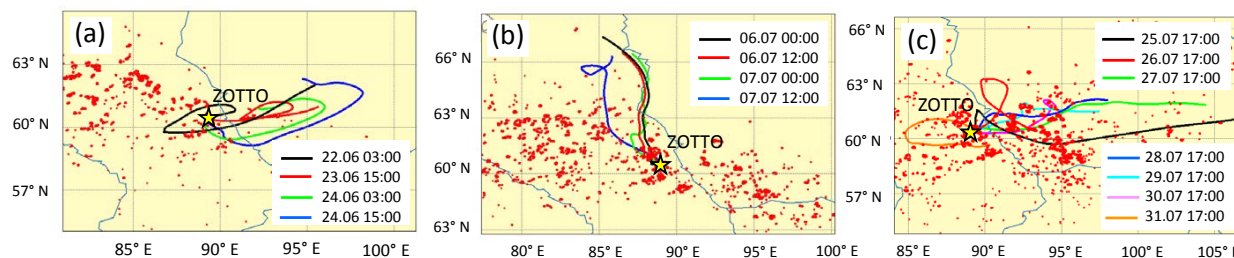 (a)
63° N
60° N
57° N
ZOTTO
22.06 03:00
23.06 15:00
24.06 03:00
24.06 15:00
85° E 90° E 95° E 100° E
(b)
66° N
63° N
60° N
63° N
ZOTTO
06.07 00:00
06.07 12:00
07.07 00:00
07.07 12:00
80° E 85° E 90° E 95° E 100° E
(c)
66° N
63° N
60° N
57° N
ZOTTO
25.07 17:00
26.07 17:00
27.07 17:00
28.07 17:00
29.07 17:00
30.07 17:00
31.07 17:00
85° E 90° E 95° E 100° E 105° E